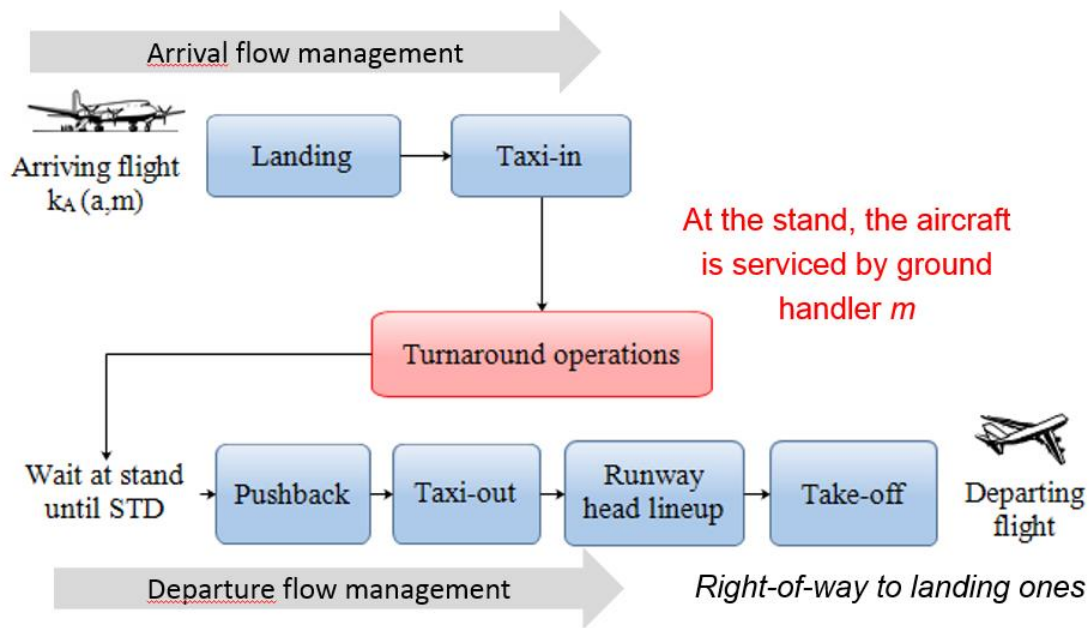 Arrival flow management
Arriving flight
kA (a,m)
Landing
Taxi-in
At the stand, the aircraft
is serviced by ground
handler m
Turnaround operations
Wait at stand
until STD
Pushback
Taxi-out
Runway
head lineup
Take-off
Departing
flight
Departure flow management
Right-of-way to landing ones